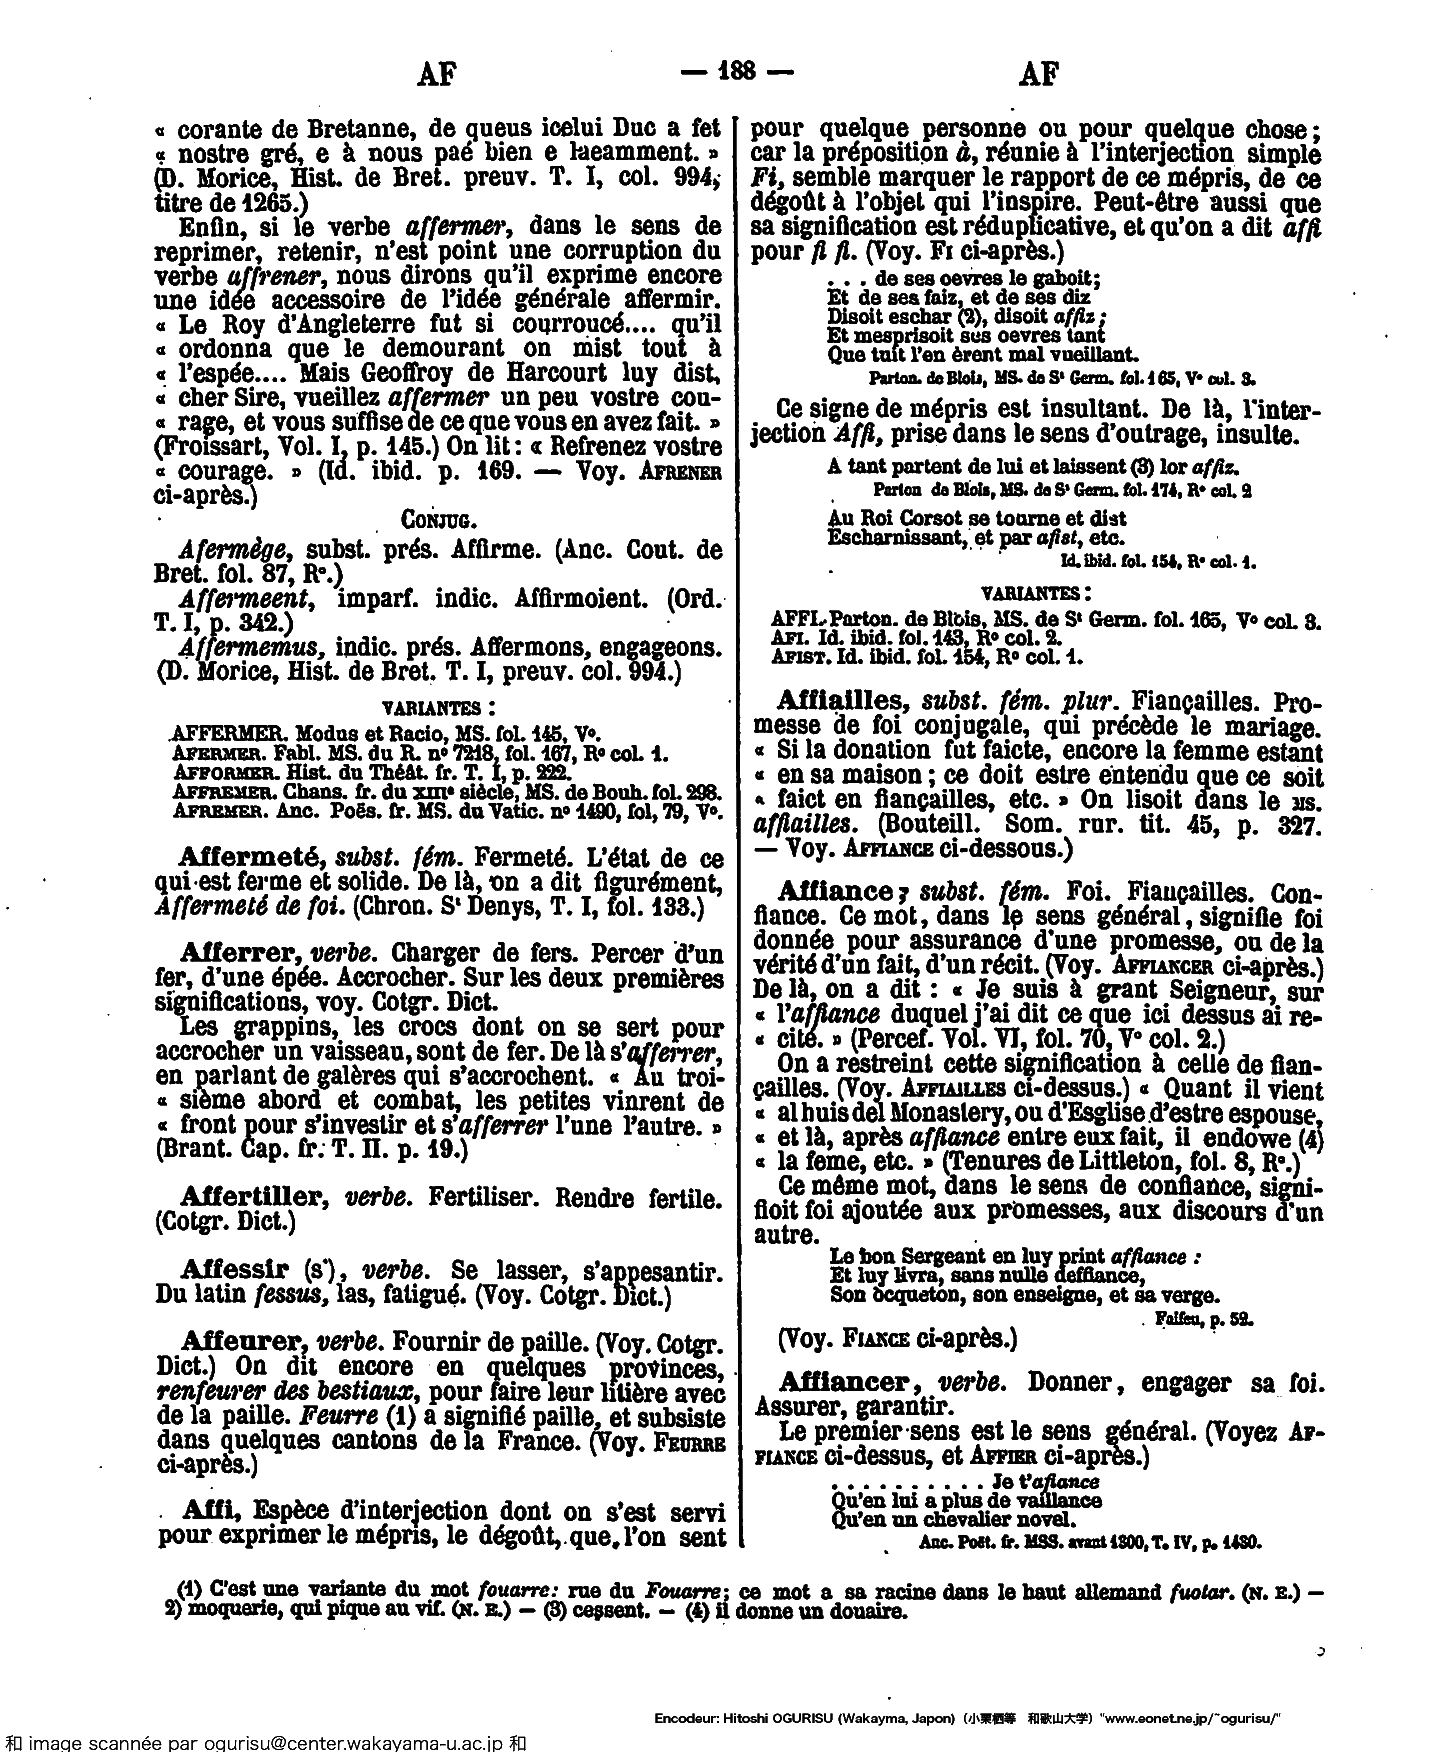 AF — 188 — AF
« corante de Bretanne, de queus icelui Duc a fet
« nostre gré, e à nous paé bien e laeamment. »
(D. Morice, Hist. de Bret. preuv. T. I, col. 994,
titre de 1265.)
Enfin, si le verbe affermer, dans le sens de
reprimer, retenir, n'est point une corruption du
verbe affrener, nous dirons qu'il exprime encore
une idée accessoire de l'idée générale affermir.
« Le Roy d'Angleterre fut si courroucé.... qu'il
« ordonna que le demourant on mist tout à
« l'espée.... Mais Geoffroy de Harcourt luy dist,
« cher Sire, vueillez affermer un peu vostre cou-
« rage, et vous suffise de ce que vous en avez fait. »
(Froissart, Vol. I, p. 145.) On lit : « Refrenez vostre
« courage. » (Id. ibid. p. 169. — Voy. AFRENER
ci-après.)
CONJUG.
Afermège, subst. prés. Affirme. (Anc. Cout. de
Bret. fol. 87, R°.)
Affermeent, imparf. indic. Affirmoient. (Ord.
T. I, p. 342.)
Affermemus, indic. prés. Affermons, engageons.
(D. Morice, Hist. de Bret. T. I, preuv. col. 994.)
VARIANTES :
AFFERMER. Modus et Racio, MS. fol. 145, V°.
AFERMER. Fabl. MS. du R. n° 7218, fol. 167, R° col. 1.
AFFORMER. Hist. du Théât. fr. T. I, p. 222.
AFFREMER. Chans. fr. du XIIIe siècle, MS. de Bouh. fol. 298.
AFREMER. Anc. Poës. fr. MS. du Vatic. n° 1490, fol, 79, V°.
Affermeté, subst. fém. Fermeté. L'état de ce
qui est ferme et solide. De là, on a dit figurément,
Affermeté de foi. (Chron. St Denys, T. I, fol. 133.)
Afferrer, verbe. Charger de fers. Percer d'un
fer, d'une épée. Accrocher. Sur les deux premières
significations, voy. Cotgr. Dict.
Les grappins, les crocs dont on se sert pour
accrocher un vaisseau, sont de fer. De là s'afferrer,
en parlant de galères qui s'accrochent. « Au troi-
« sième abord et combat, les petites vinrent de
« front pour s'investir et s'afferrer l'une l'autre. »
(Brant. Cap. fr. T. II. p. 19.)
Affertiller, verbe. Fertiliser. Rendre fertile.
(Cotgr. Dict.)
Affessir (s'), verbe. Se lasser, s'appesantir.
Du latin fessus, las, fatigué. (Voy. Cotgr. Dict.)
Affeurer, verbe. Fournir de paille. (Voy. Cotgr.
Dict.) On dit encore en quelques provinces,
renfeurer des bestiaux, pour faire leur litière avec
de la paille. Feurre (1) a signifié paille, et subsiste
dans quelques cantons de la France. (Voy. FEURRE
ci-après.)
Affi, Espèce d'interjection dont on s'est servi
pour exprimer le mépris, le dégoût, que l'on sent
pour quelque personne ou pour quelque chose ;
car la préposition à, réunie à l'interjection simple
Fi, semble marquer le rapport de ce mépris, de ce
dégoût à l'objet qui l'inspire. Peut-être aussi que
sa signification est réduplicative, et qu'on a dit affi
pour fi fi. (Voy. FI ci-après.)
. . . de ses oevres le gaboit;
Et de ses faiz, et de ses diz
Disoit eschar (2), disoit affiz ;
Et mesprisoit ses oevres tant
Que tuit l'en èrent mal vueillant.
Parton. de Blois, MS. de St Germ. fol. 165, V° col. 3.
Ce signe de mépris est insultant. De là, l'inter-
jection Affi, prise dans le sens d'outrage, insulte.
A tant partent de lui et laissent (3) lor affiz.
Parton de Blois, MS. de St Germ. fol. 174, R° col. 2
Au Roi Corsot se tourne et dist
Escharnissant, et par afist, etc.
Id. ibid. fol. 154, R° col. 1.
VARIANTES :
AFFI. Parton. de Blois, MS. de St Germ. fol. 165, V° col. 3.
AFI. Id. ibid. fol. 143, R° col. 2.
AFIST. Id. ibid. fol. 154, R° col. 1.
Affiailles, subst. fém. plur. Fiançailles. Pro-
messe de foi conjugale, qui précède le mariage.
« Si la donation fut faicte, encore la femme estant
« en sa maison ; ce doit estre entendu que ce soit
« faict en fiançailles, etc. » On lisoit dans le MS.
affiailles. (Bouteill. Som. rur. tit. 45, p. 327.
— Voy. AFFIANCE ci-dessous.)
Affiance, subst. fém. Foi. Fiançailles. Con-
fiance. Ce mot, dans le sens général, signifie foi
donnée pour assurance d'une promesse, ou de la
vérité d'un fait, d'un récit. (Voy. AFFIANCER ci-après.)
De là, on a dit : « Je suis à grant Seigneur, sur
« l'affiance duquel j'ai dit ce que ici dessus ai re-
« cité. » (Percef. Vol. VI, fol. 70, V° col. 2.)
On a restreint cette signification à celle de fian-
çailles. (Voy. AFFIAILLES ci-dessus.) « Quant il vient
« al huis del Monastery, ou d'Esglise d'estre espouse,
« et là, après affiance entre eux fait, il endowe (4)
« la feme, etc. » (Tenures de Littleton, fol. 8, R°.)
Ce même mot, dans le sens de confiance, signi-
fioit foi ajoutée aux promesses, aux discours d'un
autre.
Le bon Sergeant en luy print affiance :
Et luy livra, sans nulle deffiance,
Son ocqueton, son enseigne, et sa verge.
Faifeu, p. 52.
(Voy. FIANCE ci-après.)
Affiancer, verbe. Donner, engager sa foi.
Assurer, garantir.
Le premier sens est le sens général. (Voyez AF-
FIANCE ci-dessus, et AFFIER ci-après.)
. . . . . . . . . . Je t'afiance
Qu'en lui a plus de vaillance
Qu'en un chevalier novel.
Anc. Poët. fr. MSS. avant 1300, T. IV, p. 1430.
(1) C'est une variante du mot fouarre: rue du Fouarre; ce mot a sa racine dans le haut allemand fuotar. (N. E.) —
2) moquerie, qui pique au vif. (N. E.) — (3) cessent. — (4) il donne un douaire.
Encodeur: Hitoshi OGURISU (Wakayma, Japon) (小栗栖等 和歌山大学) "www.eonet.ne.jp/~ogurisu/"
和 image scannée par ogurisu@center.wakayama-u.ac.jp 和